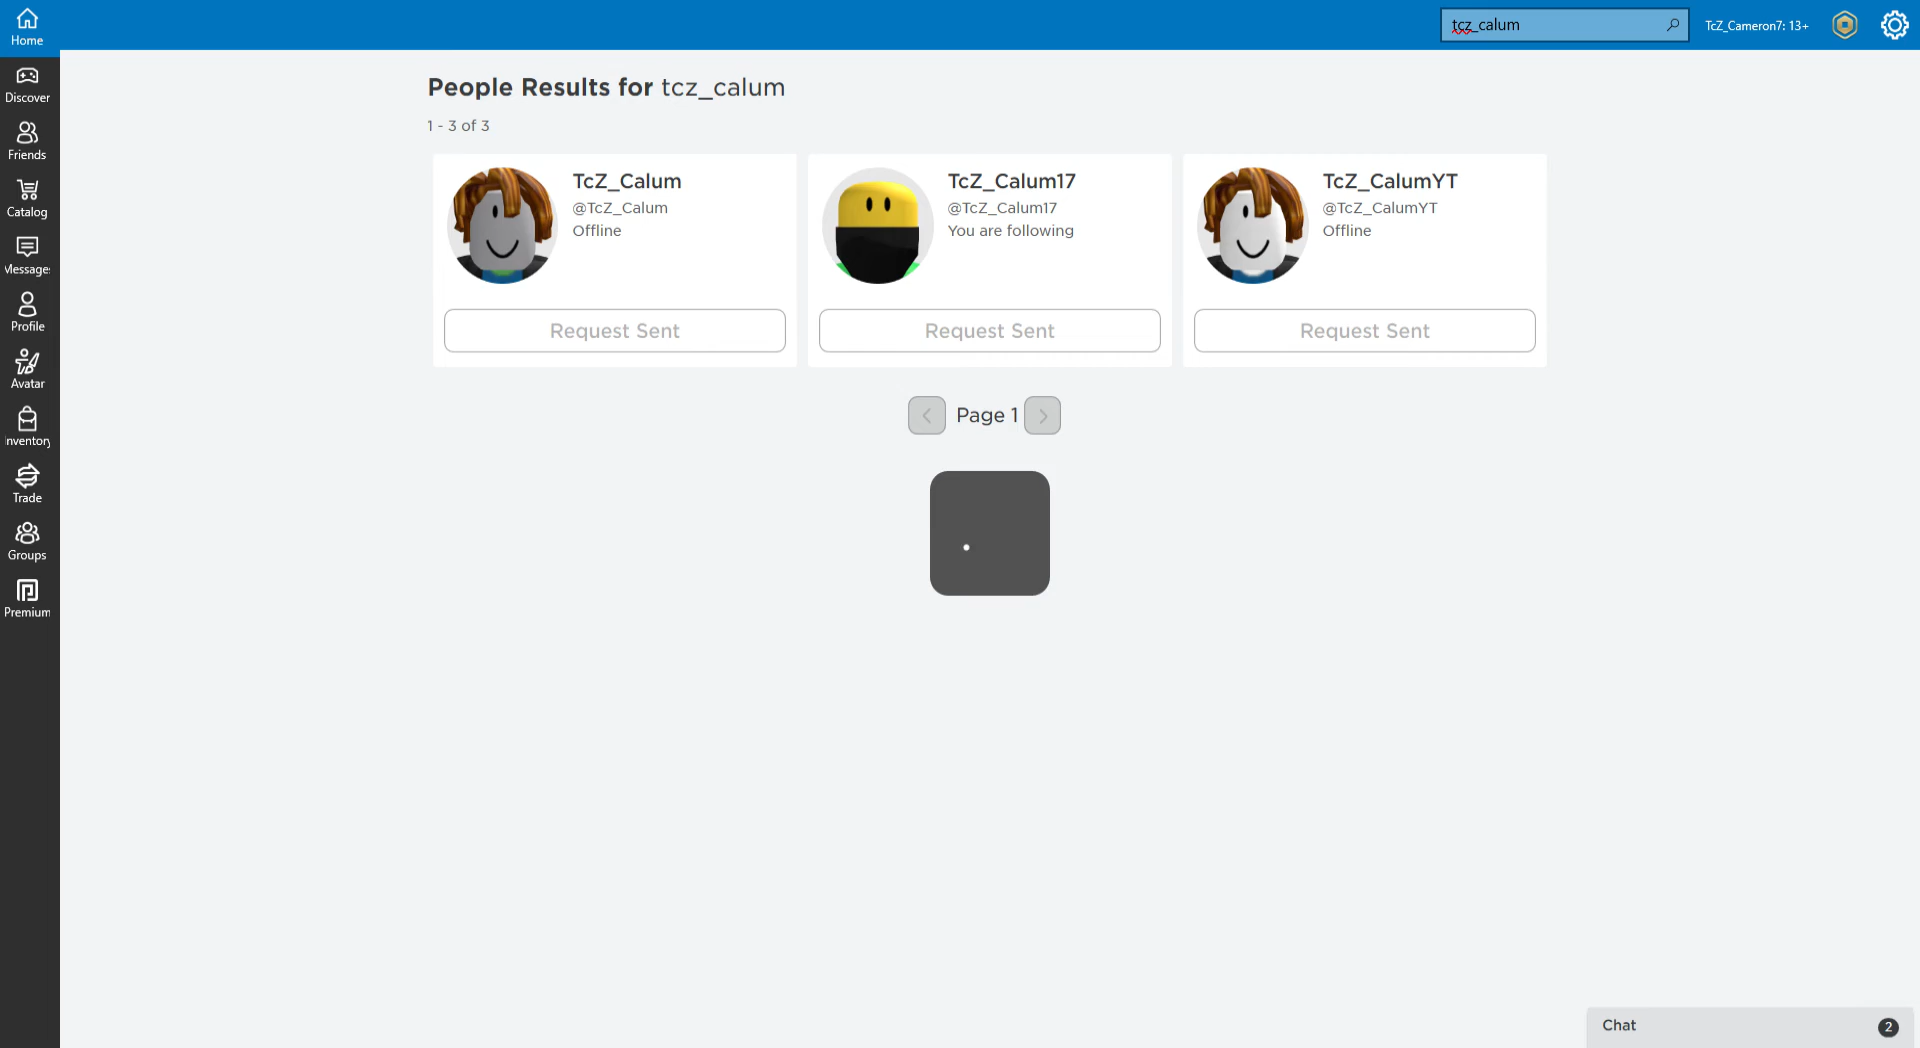 Home
tcz_calum
TcZ_Cameron7: 13+
Discover
Friends
Catalog
Messages
Profile
Avatar
Inventory
Trade
Groups
Premium
People Results for tcz_calum
1 - 3 of 3
TcZ_Calum
@TcZ_Calum
Offline
Request Sent
TcZ_Calum17
@TcZ_Calum17
You are following
Request Sent
TcZ_CalumYT
@TcZ_CalumYT
Offline
Request Sent
Page 1
Chat
2